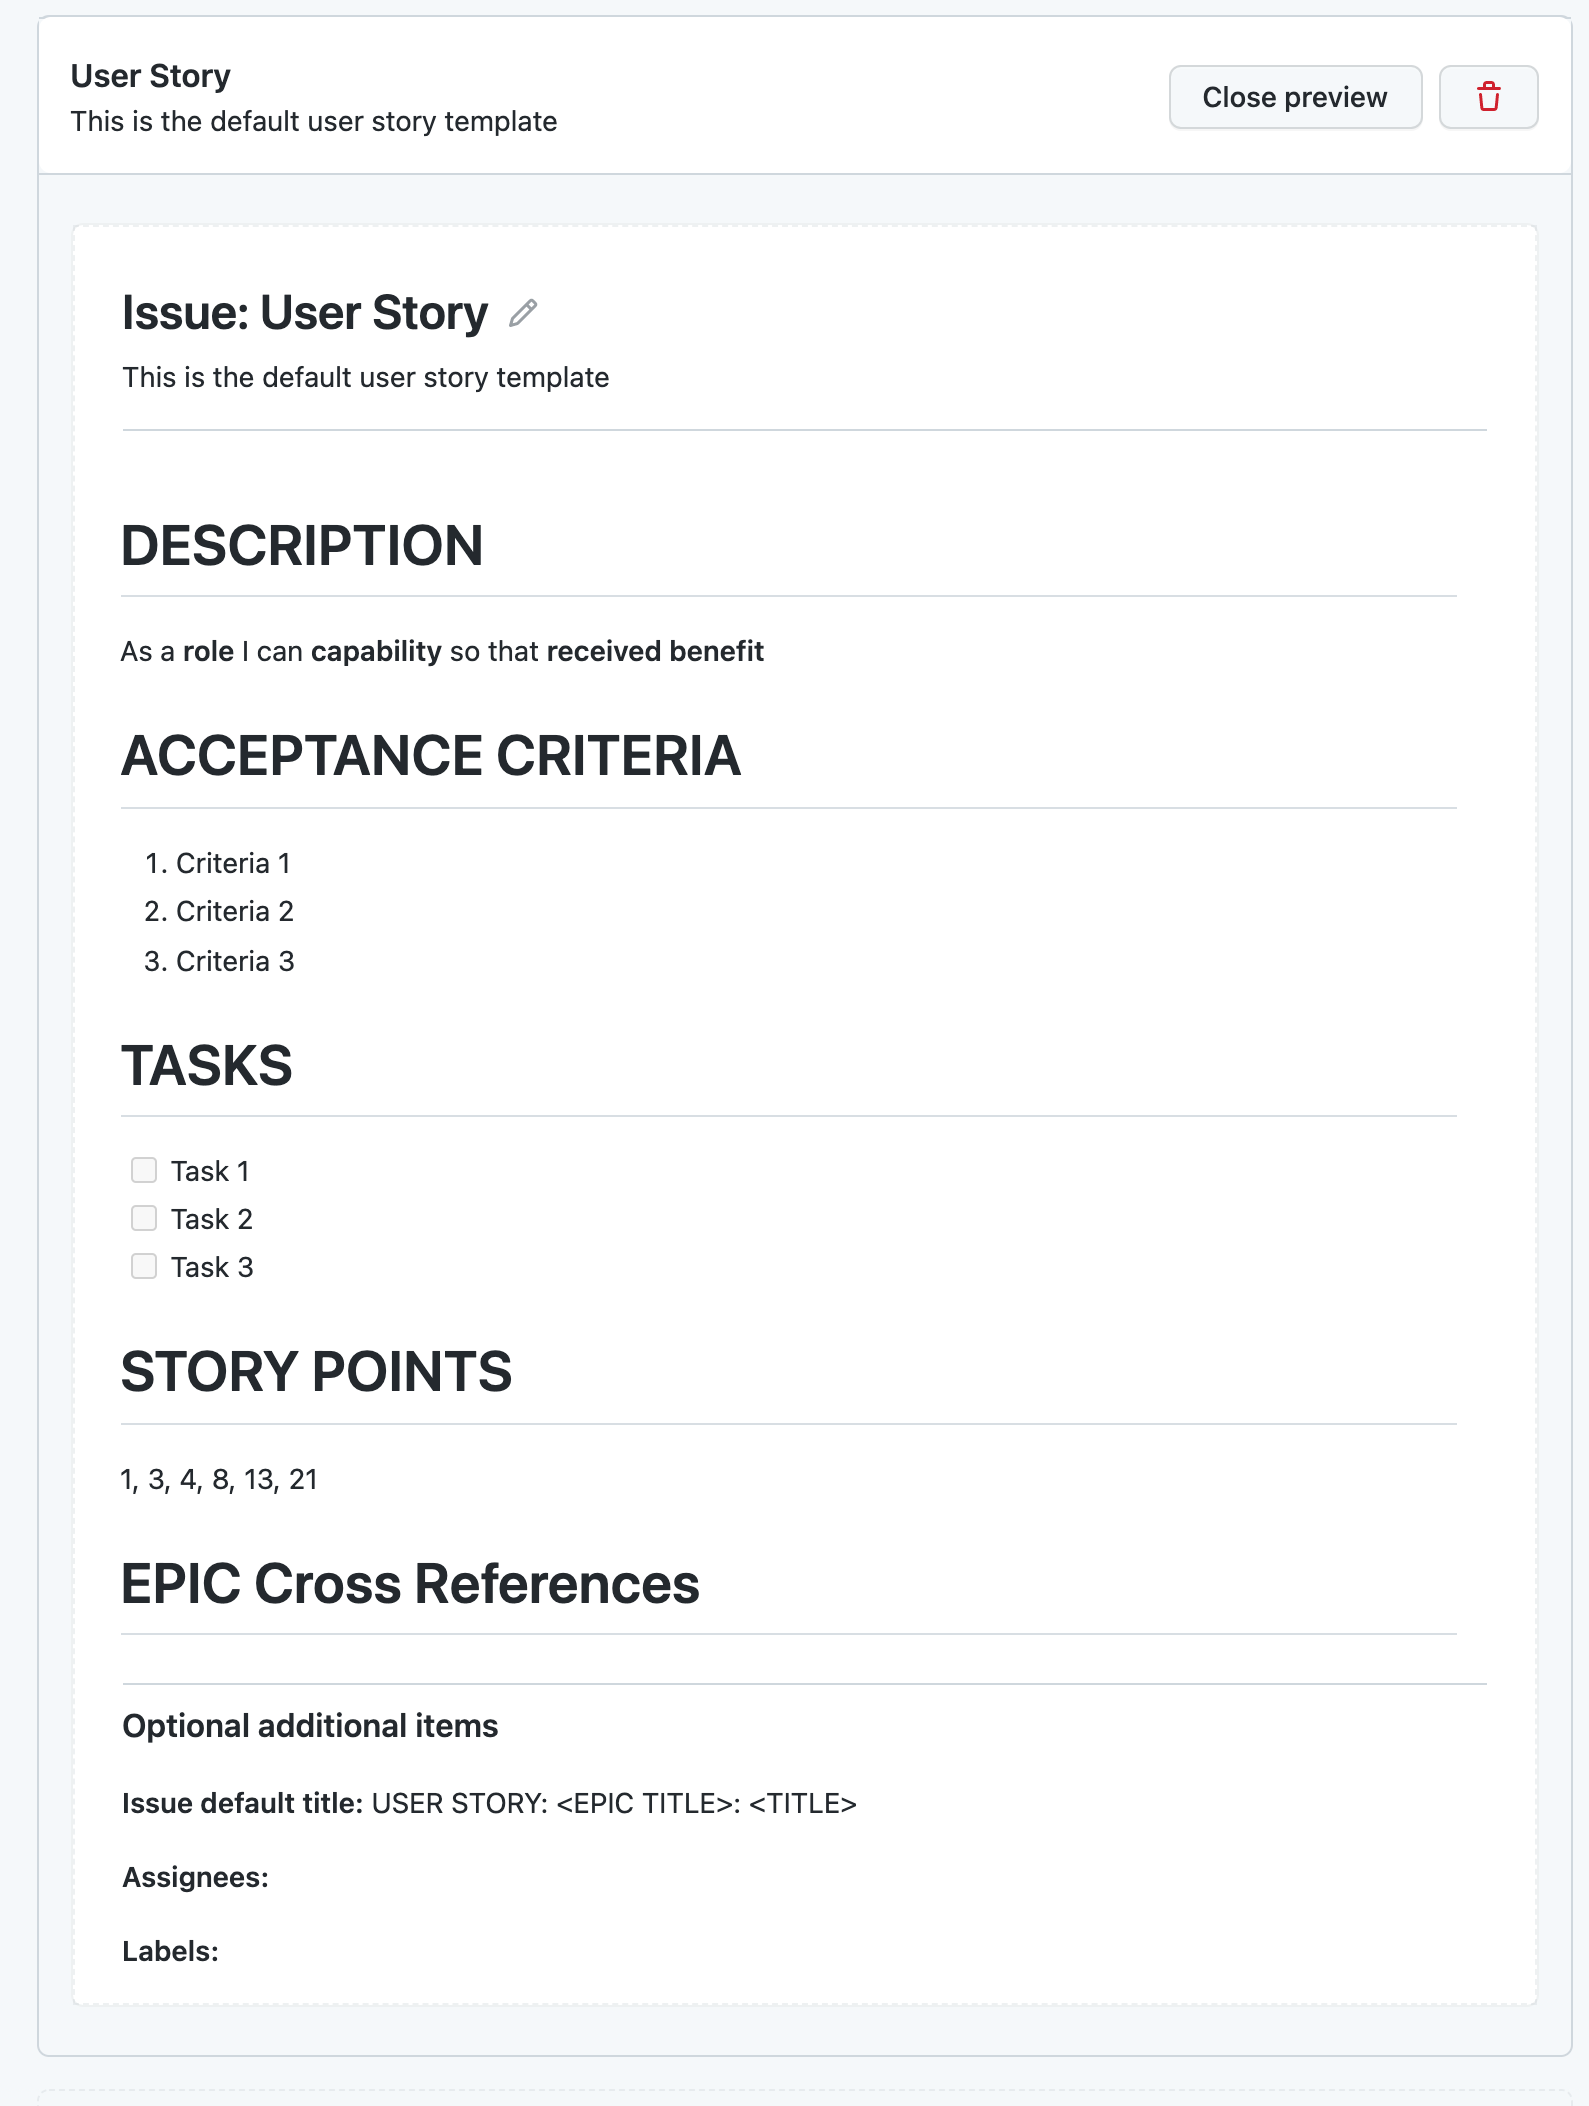 User Story
This is the default user story template
Close preview
Issue: User Story
This is the default user story template
DESCRIPTION
As a role I can capability so that received benefit
ACCEPTANCE CRITERIA
1. Criteria 1
2. Criteria 2
3. Criteria 3
TASKS
Task 1
Task 2
Task 3
STORY POINTS
1, 3, 4, 8, 13, 21
EPIC Cross References
Optional additional items
Issue default title: USER STORY: <EPIC TITLE>: <TITLE>
Assignees:
Labels: